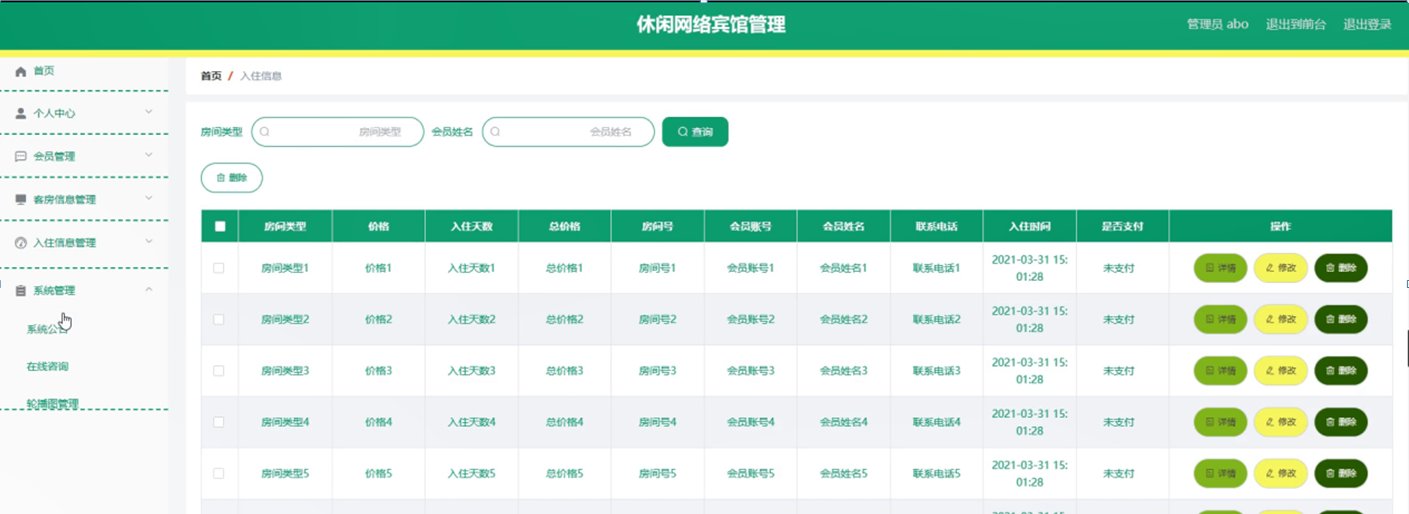 休闲网络宾馆管理
管理员 abo 退出到前台 退出登录
首页
个人中心
会员管理
客房信息管理
入住信息管理
系统管理
系统公告
在线咨询
轮播图管理
首页 / 入住信息
房间类型 房间类型 会员姓名 会员姓名 查询
删除
房间类型 价格 入住天数 总价格 房间号 会员账号 会员姓名 联系电话 入住时间 是否支付 操作
房间类型1 价格1 入住天数1 总价格1 房间号1 会员账号1 会员姓名1 联系电话1 2021-03-31 15:01:28 未支付 详情 修改 删除
房间类型2 价格2 入住天数2 总价格2 房间号2 会员账号2 会员姓名2 联系电话2 2021-03-31 15:01:28 未支付 详情 修改 删除
房间类型3 价格3 入住天数3 总价格3 房间号3 会员账号3 会员姓名3 联系电话3 2021-03-31 15:01:28 未支付 详情 修改 删除
房间类型4 价格4 入住天数4 总价格4 房间号4 会员账号4 会员姓名4 联系电话4 2021-03-31 15:01:28 未支付 详情 修改 删除
房间类型5 价格5 入住天数5 总价格5 房间号5 会员账号5 会员姓名5 联系电话5 2021-03-31 15:01:28 未支付 详情 修改 删除